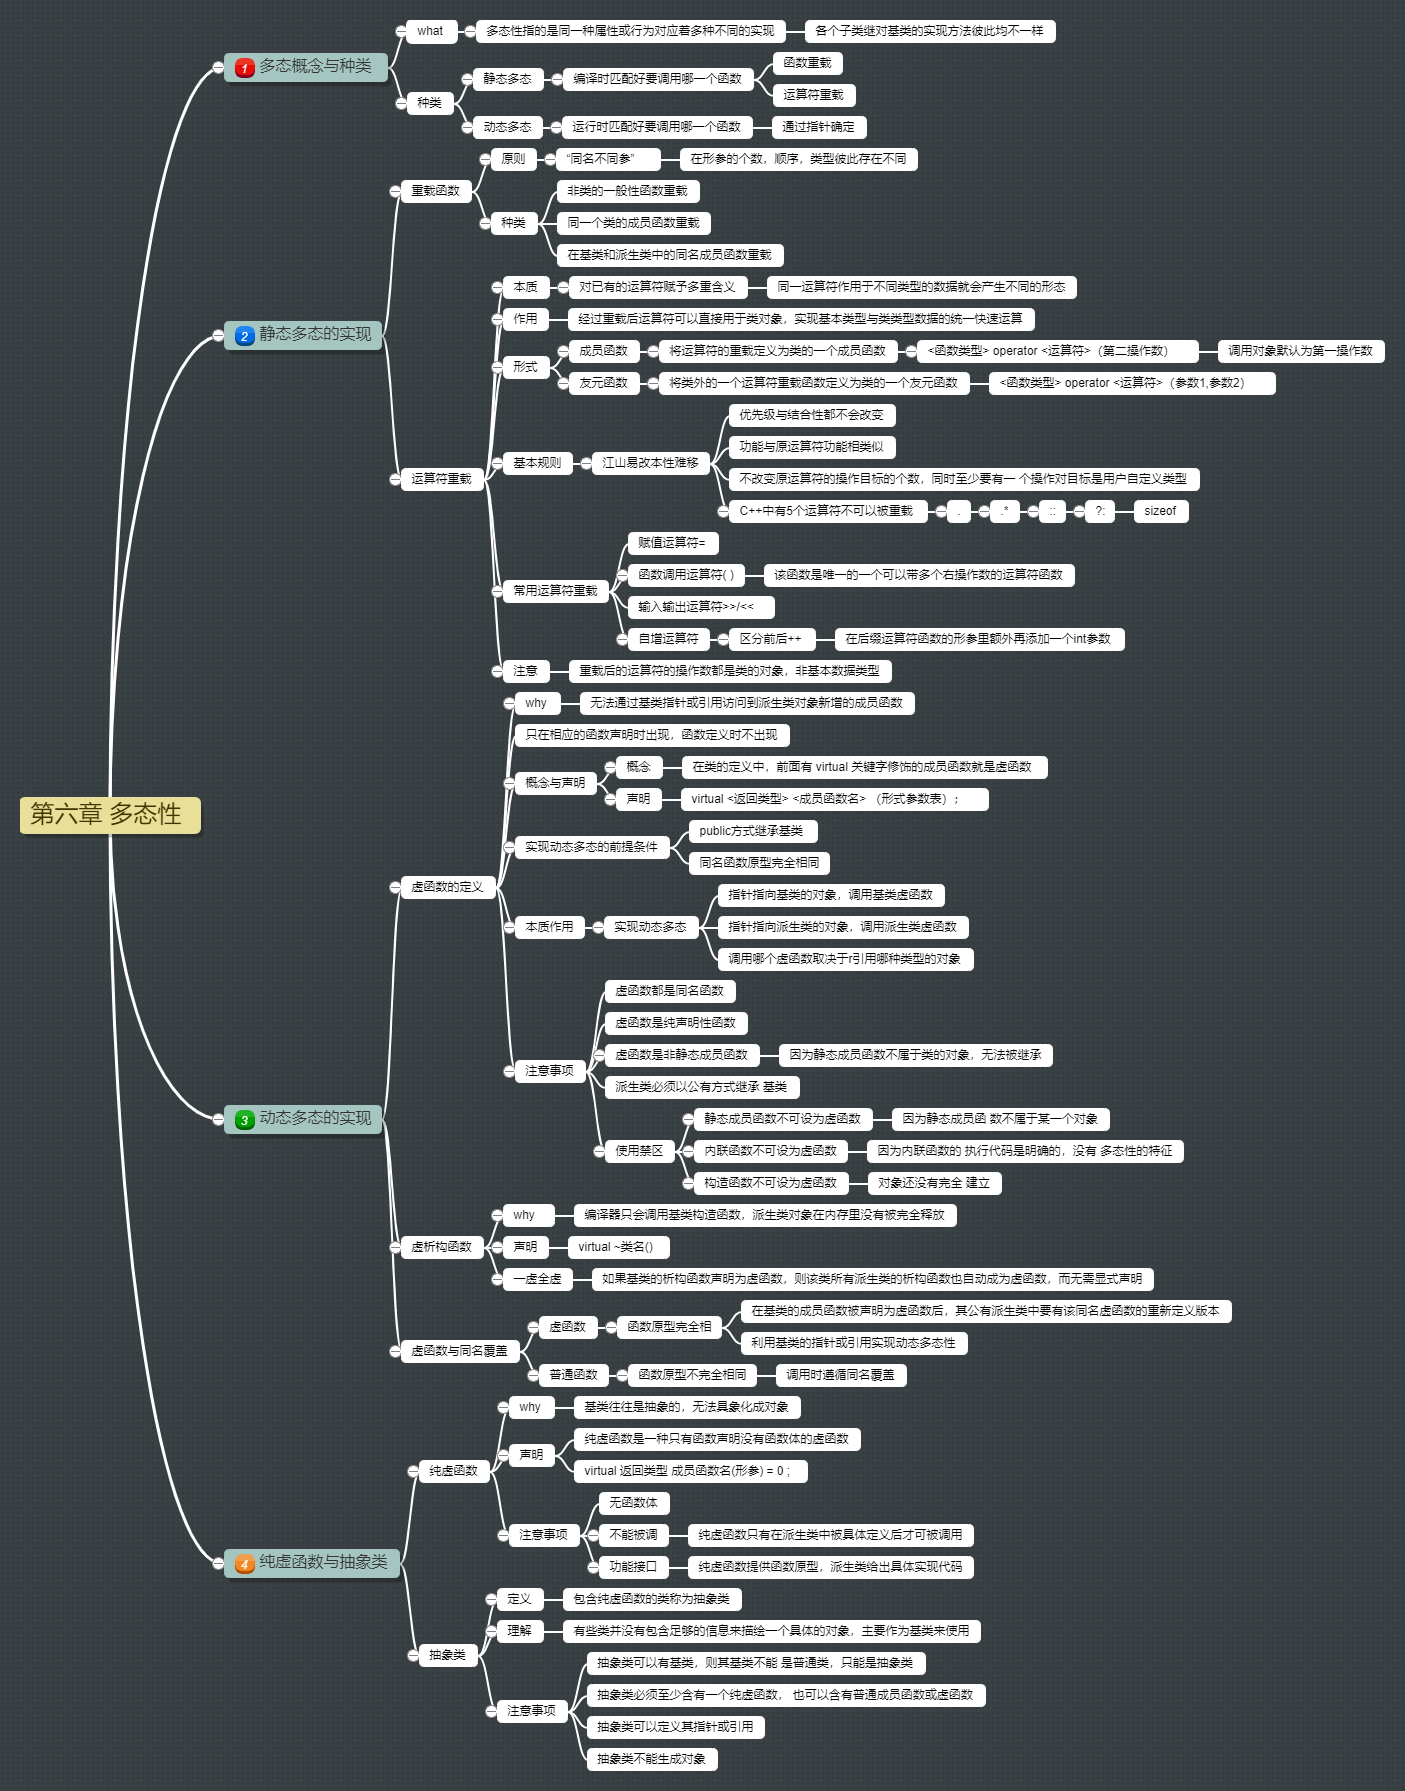 what
多态性指的是同一种属性或行为对应着多种不同的实现
各个子类继对基类的实现方法彼此均不一样
1 多态概念与种类
函数重载
静态多态
编译时匹配好要调用哪一个函数
运算符重载
种类
动态多态
运行时匹配好要调用哪一个函数
通过指针确定
原则
“同名不同参”
在形参的个数，顺序，类型彼此存在不同
重载函数
非类的一般性函数重载
种类
同一个类的成员函数重载
在基类和派生类中的同名成员函数重载
本质
对已有的运算符赋予多重含义
同一运算符作用于不同类型的数据就会产生不同的形态
2 静态多态的实现
作用
经过重载后运算符可以直接用于类对象，实现基本类型与类类型数据的统一快速运算
形式
成员函数
将运算符的重载定义为类的一个成员函数
<函数类型> operator <运算符>（第二操作数）
调用对象默认为第一操作数
友元函数
将类外的一个运算符重载函数定义为类的一个友元函数
<函数类型> operator <运算符>（参数1,参数2）
优先级与结合性都不会改变
功能与原运算符功能相类似
基本规则
江山易改本性难移
运算符重载
不改变原运算符的操作目标的个数，同时至少要有一 个操作对目标是用户自定义类型
C++中有5个运算符不可以被重载
.
.*
::
?:
sizeof
赋值运算符=
函数调用运算符( )
该函数是唯一的一个可以带多个右操作数的运算符函数
常用运算符重载
输入输出运算符>>/<<
自增运算符
区分前后++
在后缀运算符函数的形参里额外再添加一个int参数
注意
重载后的运算符的操作数都是类的对象，非基本数据类型
why
无法通过基类指针或引用访问到派生类对象新增的成员函数
只在相应的函数声明时出现，函数定义时不出现
概念与声明
概念
在类的定义中，前面有 virtual 关键字修饰的成员函数就是虚函数
声明
virtual <返回类型> <成员函数名> （形式参数表）;
第六章 多态性
public方式继承基类
实现动态多态的前提条件
同名函数原型完全相同
虚函数的定义
指针指向基类的对象，调用基类虚函数
本质作用
实现动态多态
指针指向派生类的对象，调用派生类虚函数
调用哪个虚函数取决于r引用哪种类型的对象
虚函数都是同名函数
虚函数是纯声明性函数
虚函数是非静态成员函数
因为静态成员函数不属于类的对象，无法被继承
注意事项
派生类必须以公有方式继承 基类
3 动态多态的实现
静态成员函数不可设为虚函数
因为静态成员函 数不属于某一个对象
使用禁区
内联函数不可设为虚函数
因为内联函数的 执行代码是明确的，没有 多态性的特征
构造函数不可设为虚函数
对象还没有完全 建立
why
编译器只会调用基类构造函数，派生类对象在内存里没有被完全释放
虚析构函数
声明
virtual ~类名()
一虚全虚
如果基类的析构函数声明为虚函数，则该类所有派生类的析构函数也自动成为虚函数，而无需显式声明
在基类的成员函数被声明为虚函数后，其公有派生类中要有该同名虚函数的重新定义版本
虚函数
函数原型完全相
利用基类的指针或引用实现动态多态性
虚函数与同名覆盖
普通函数
函数原型不完全相同
调用时遵循同名覆盖
why
基类往往是抽象的，无法具象化成对象
纯虚函数是一种只有函数声明没有函数体的虚函数
声明
纯虚函数
virtual 返回类型 成员函数名(形参) = 0 ;
无函数体
注意事项
不能被调
纯虚函数只有在派生类中被具体定义后才可被调用
4 纯虚函数与抽象类
功能接口
纯虚函数提供函数原型，派生类给出具体实现代码
定义
包含纯虚函数的类称为抽象类
理解
有些类并没有包含足够的信息来描绘一个具体的对象，主要作为基类来使用
抽象类
抽象类可以有基类，则其基类不能 是普通类，只能是抽象类
抽象类必须至少含有一个纯虚函数， 也可以含有普通成员函数或虚函数
注意事项
抽象类可以定义其指针或引用
抽象类不能生成对象